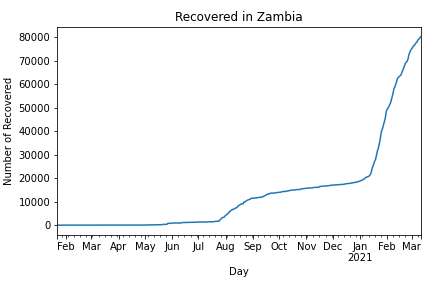 Recovered in Zambia
Number of Recovered
80000
70000
60000
50000
40000
30000
20000
10000
0
Feb Mar Apr May Jun Jul Aug Sep Oct Nov Dec Jan Feb Mar
2021
Day